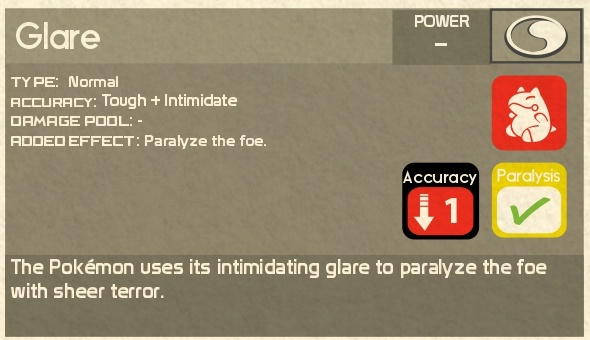 Glare
POWER
–
TYPE: Normal
ACCURACY: Tough + Intimidate
DAMAGE POOL: -
ADDED EFFECT: Paralyze the foe.
Accuracy
1
Paralysis
The Pokémon uses its intimidating glare to paralyze the foe
with sheer terror.